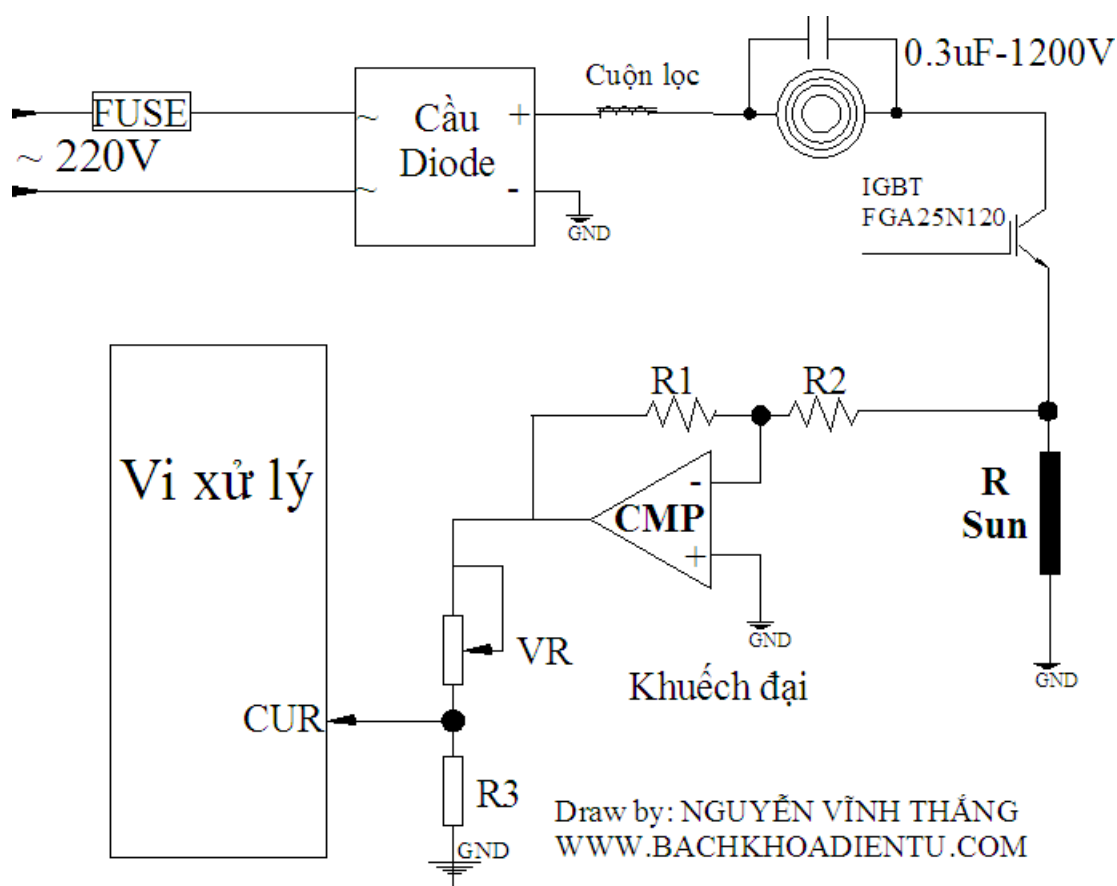 0.3uF-1200V
Cuộn lọc
FUSE
~
+
Cầu
Diode
~ 220V
~
-
GND
IGBT
FGA25N120
R1
R2
Vi xử lý
-
CMP
+
R
Sun
GND
GND
VR
Khuếch đại
CUR
R3
GND
Draw by: NGUYỄN VĨNH THẮNG
WWW.BACHKHOADIENTU.COM